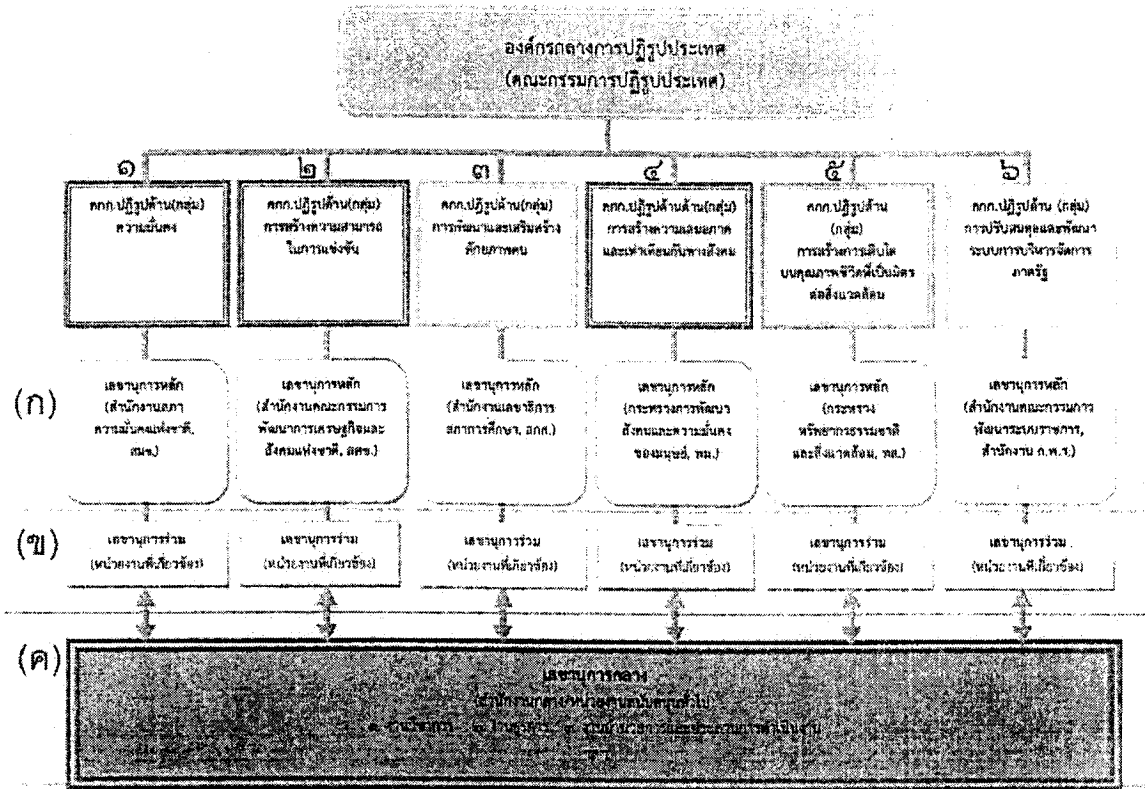 องค์กรกลางการปฏิรูปประเทศ
(คณะกรรมการปฏิรูปประเทศ)
๑
๒
๓
๔
๕
๖
คกก.ปฏิรูปด้าน(กลุ่ม)
ความมั่นคง
คกก.ปฏิรูปด้าน(กลุ่ม)
การสร้างความสามารถ
ในการแข่งขัน
คกก.ปฏิรูปด้าน(กลุ่ม)
การพัฒนาและเสริมสร้าง
ศักยภาพคน
คกก.ปฏิรูปด้านด้าน(กลุ่ม)
การสร้างความเสมอภาค
และเท่าเทียมกันทางสังคม
คกก.ปฏิรูปด้าน
(กลุ่ม)
การสร้างการเติบโต
บนคุณภาพชีวิตที่เป็นมิตร
ต่อสิ่งแวดล้อม
คกก.ปฏิรูปด้าน (กลุ่ม)
การปรับสมดุลและพัฒนา
ระบบการบริหารจัดการ
ภาครัฐ
(ก)
เลขานุการหลัก
(สำนักงานสภา
ความมั่นคงแห่งชาติ,
สมช.)
เลขานุการหลัก
(สำนักงานคณะกรรมการ
พัฒนาการเศรษฐกิจและ
สังคมแห่งชาติ, สศช.)
เลขานุการหลัก
(สำนักงานเลขาธิการ
สภาการศึกษา, สกศ.)
เลขานุการหลัก
(กระทรวงการพัฒนา
สังคมและความมั่นคง
ของมนุษย์, พม.)
เลขานุการหลัก
(กระทรวง
ทรัพยากรธรรมชาติ
และสิ่งแวดล้อม, ทส.)
เลขานุการหลัก
(สำนักงานคณะกรรมการ
พัฒนาระบบราชการ,
สำนักงาน ก.พ.ร.)
(ข)
เลขานุการร่วม
(หน่วยงานที่เกี่ยวข้อง)
เลขานุการร่วม
(หน่วยงานที่เกี่ยวข้อง)
เลขานุการร่วม
(หน่วยงานที่เกี่ยวข้อง)
เลขานุการร่วม
(หน่วยงานที่เกี่ยวข้อง)
เลขานุการร่วม
(หน่วยงานที่เกี่ยวข้อง)
เลขานุการร่วม
(หน่วยงานที่เกี่ยวข้อง)
(ค)
เลขานุการกลาง
(สำนักงานกลาง/หน่วยงานสนับสนุนทั่วไป)